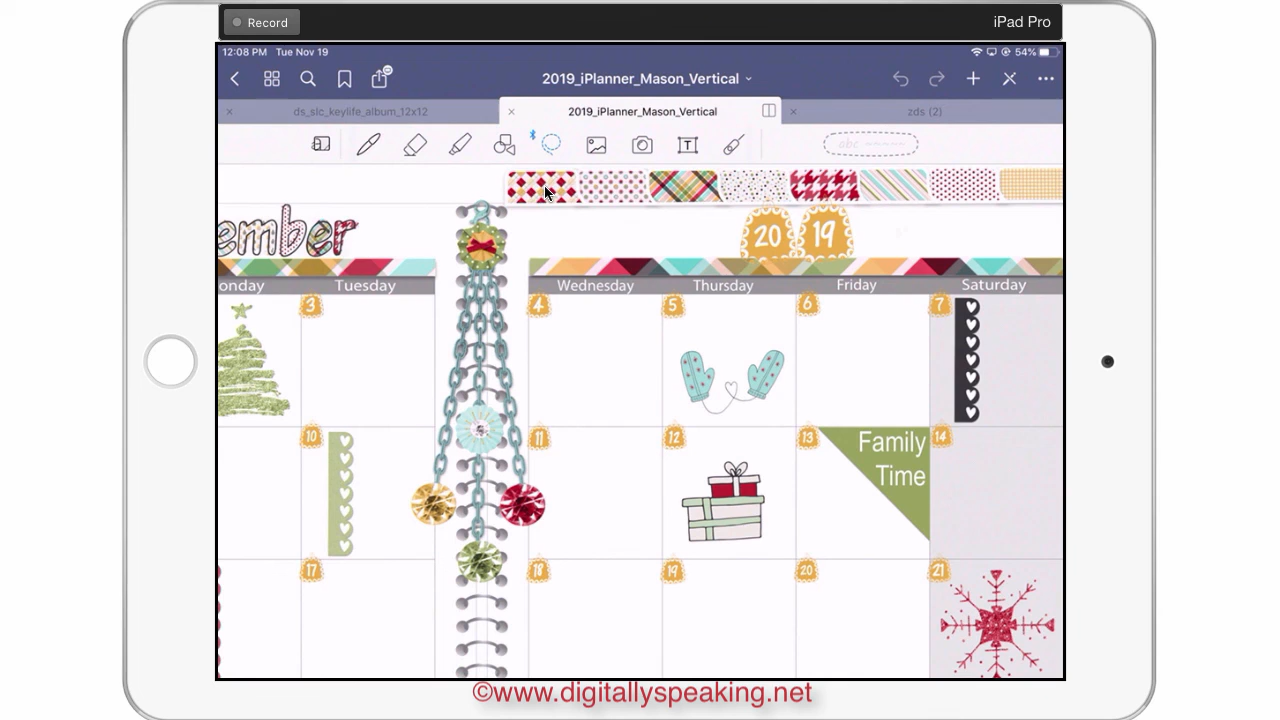 Record
iPad Pro
12:08 PM Tue Nov 19
54%
2019_iPlanner_Mason_Vertical
ds_slc_keylife_album_12x12
2019_iPlanner_Mason_Vertical
zds (2)
T
abc
ember
20 19
onday Tuesday Wednesday Thursday Friday Saturday
3 4 5 6 7
10 11 12 13 14
Family
Time
17 18 19 20 21
©www.digitallyspeaking.net